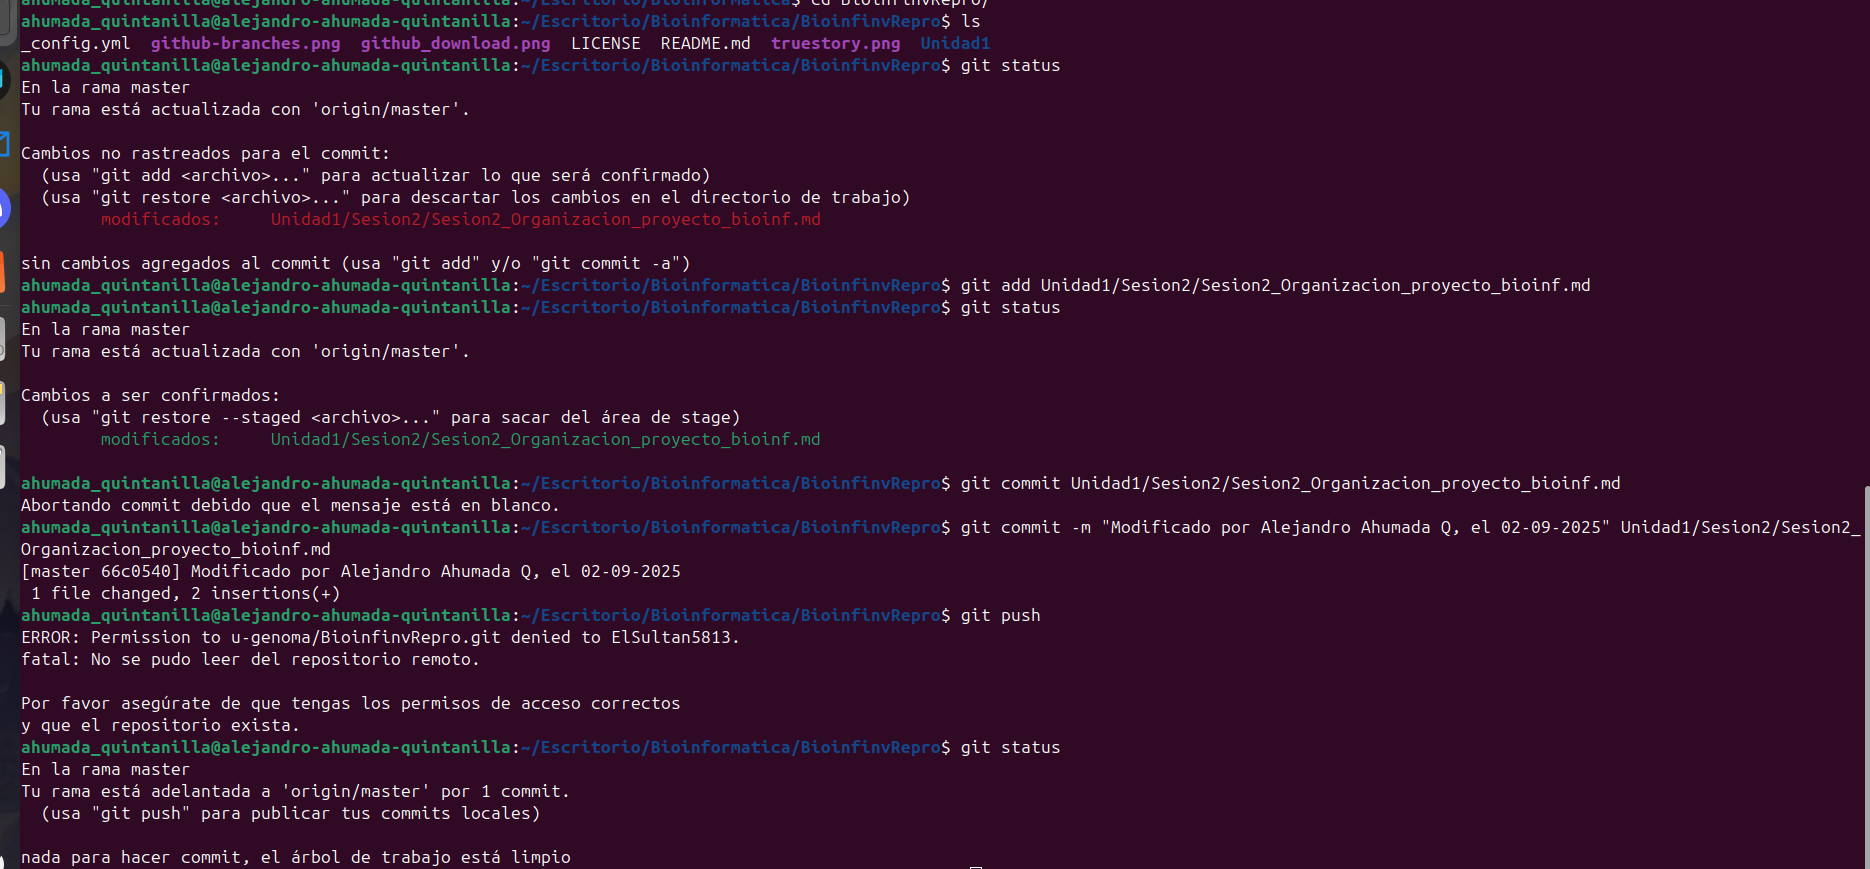 ahumada_quintanilla@alejandro-ahumada-quintanilla:~/Escritorio/Bioinformatica$ cd BioinfinvRepro/
ahumada_quintanilla@alejandro-ahumada-quintanilla:~/Escritorio/Bioinformatica/BioinfinvRepro$ ls
_config.yml  github-branches.png  github_download.png  LICENSE  README.md  truestory.png  Unidad1
ahumada_quintanilla@alejandro-ahumada-quintanilla:~/Escritorio/Bioinformatica/BioinfinvRepro$ git status
En la rama master
Tu rama está actualizada con 'origin/master'.
Cambios no rastreados para el commit:
  (usa "git add <archivo>..." para actualizar lo que será confirmado)
  (usa "git restore <archivo>..." para descartar los cambios en el directorio de trabajo)
        modificados:     Unidad1/Sesion2/Sesion2_Organizacion_proyecto_bioinf.md
sin cambios agregados al commit (usa "git add" y/o "git commit -a")
ahumada_quintanilla@alejandro-ahumada-quintanilla:~/Escritorio/Bioinformatica/BioinfinvRepro$ git add Unidad1/Sesion2/Sesion2_Organizacion_proyecto_bioinf.md
ahumada_quintanilla@alejandro-ahumada-quintanilla:~/Escritorio/Bioinformatica/BioinfinvRepro$ git status
En la rama master
Tu rama está actualizada con 'origin/master'.
Cambios a ser confirmados:
  (usa "git restore --staged <archivo>..." para sacar del área de stage)
        modificados:     Unidad1/Sesion2/Sesion2_Organizacion_proyecto_bioinf.md
ahumada_quintanilla@alejandro-ahumada-quintanilla:~/Escritorio/Bioinformatica/BioinfinvRepro$ git commit Unidad1/Sesion2/Sesion2_Organizacion_proyecto_bioinf.md
Abortando commit debido que el mensaje está en blanco.
ahumada_quintanilla@alejandro-ahumada-quintanilla:~/Escritorio/Bioinformatica/BioinfinvRepro$ git commit -m "Modificado por Alejandro Ahumada Q, el 02-09-2025" Unidad1/Sesion2/Sesion2_
Organizacion_proyecto_bioinf.md
[master 66c0540] Modificado por Alejandro Ahumada Q, el 02-09-2025
 1 file changed, 2 insertions(+)
ahumada_quintanilla@alejandro-ahumada-quintanilla:~/Escritorio/Bioinformatica/BioinfinvRepro$ git push
ERROR: Permission to u-genoma/BioinfinvRepro.git denied to ElSultan5813.
fatal: No se pudo leer del repositorio remoto.
Por favor asegúrate de que tengas los permisos de acceso correctos
y que el repositorio exista.
ahumada_quintanilla@alejandro-ahumada-quintanilla:~/Escritorio/Bioinformatica/BioinfinvRepro$ git status
En la rama master
Tu rama está adelantada a 'origin/master' por 1 commit.
  (usa "git push" para publicar tus commits locales)
nada para hacer commit, el árbol de trabajo está limpio